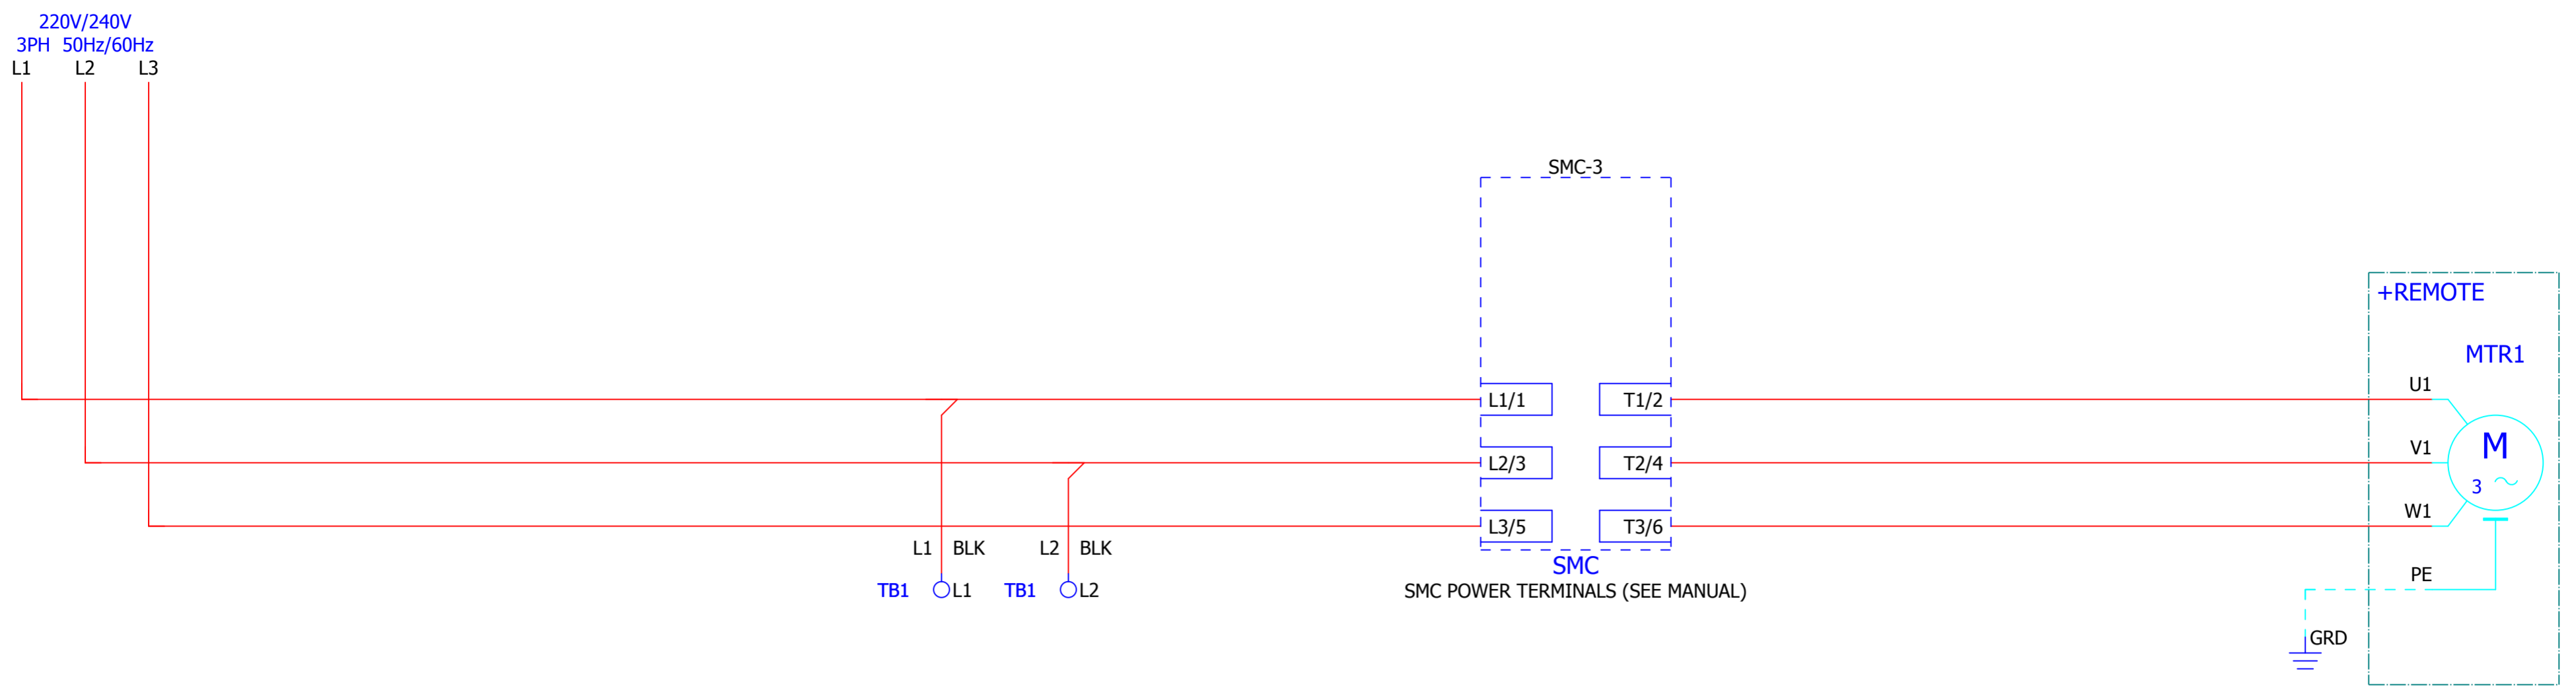 220V/240V
3PH 50Hz/60Hz
L1 L2 L3
SMC-3
+REMOTE
MTR1
U1
L1/1 T1/2
M
V1
L2/3 T2/4
3
W1
L3/5 T3/6
L1 BLK L2 BLK
SMC
PE
TB1 L1 TB1 L2
SMC POWER TERMINALS (SEE MANUAL)
GRD